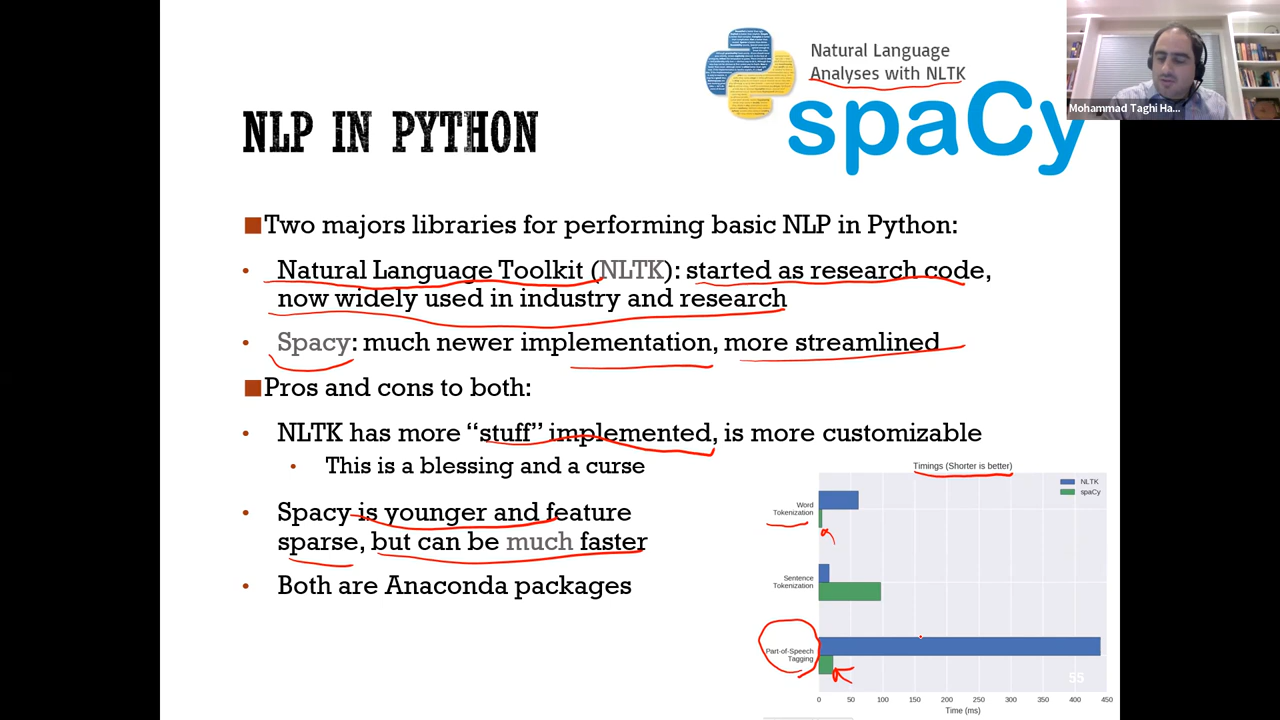 Natural Language
Analyses with NLTK
spaCy
Mohammad Taghi Ha...
NLP IN PYTHON
Two majors libraries for performing basic NLP in Python:
• Natural Language Toolkit (NLTK): started as research code,
now widely used in industry and research
• Spacy: much newer implementation, more streamlined
Pros and cons to both:
• NLTK has more “stuff” implemented, is more customizable
• This is a blessing and a curse
• Spacy is younger and feature
sparse, but can be much faster
• Both are Anaconda packages
Timings (Shorter is better)
NLTK
spaCy
Word
Tokenization
Sentence
Tokenization
Part-of-Speech
Tagging
55
0 50 100 150 200 250 300 350 400 450
Time (ms)